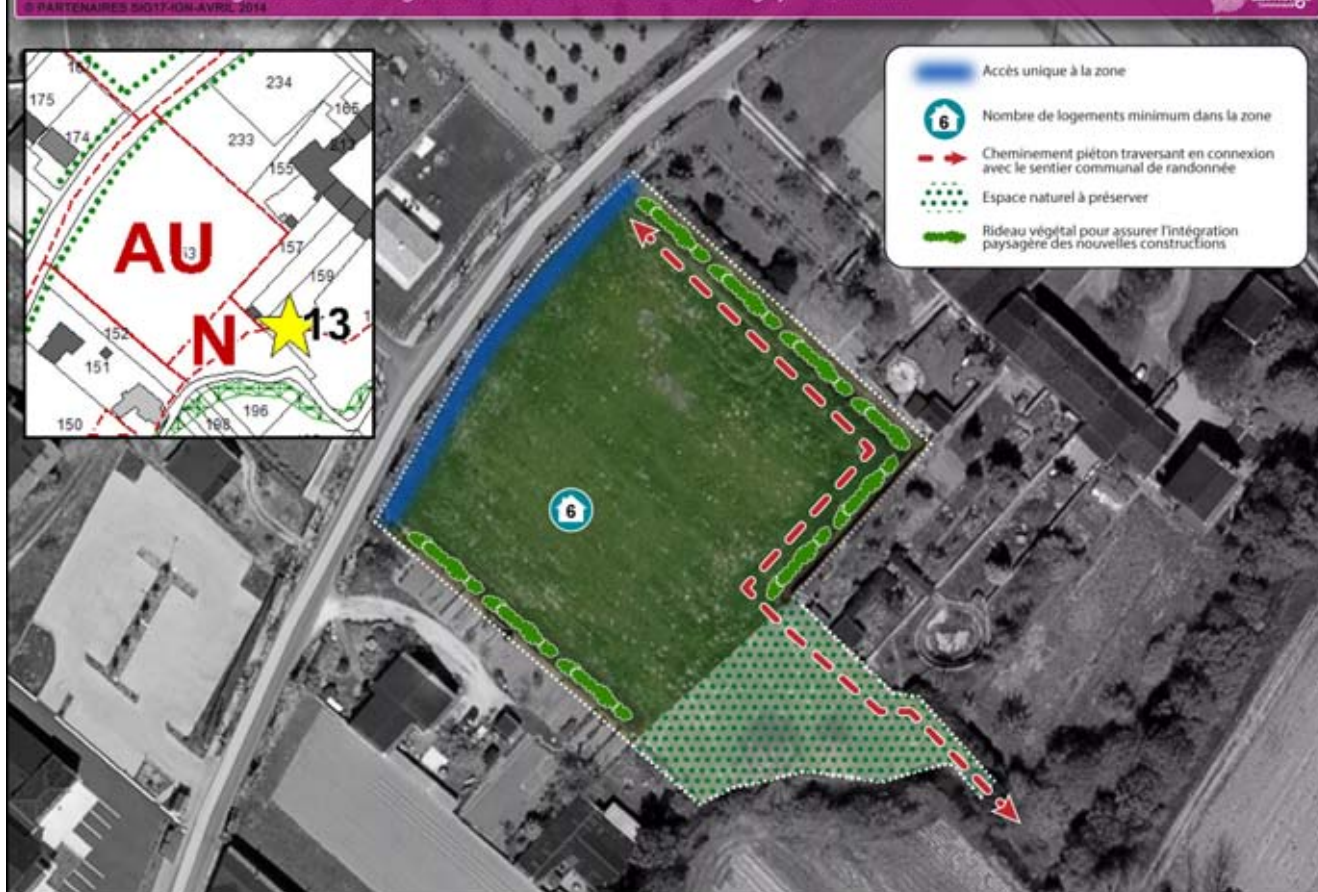 © PARTENAIRES SIG17-IGN-AVRIL 2014
Accès unique à la zone
6
Nombre de logements minimum dans la zone
Cheminement piéton traversant en connexion
avec le sentier communal de randonnée
Espace naturel à préserver
Rideau végétal pour assurer l'intégration
paysagère des nouvelles constructions
234
175
165
174
233
213
155
AU
157
159
N
13
152
151
196
150
198
6